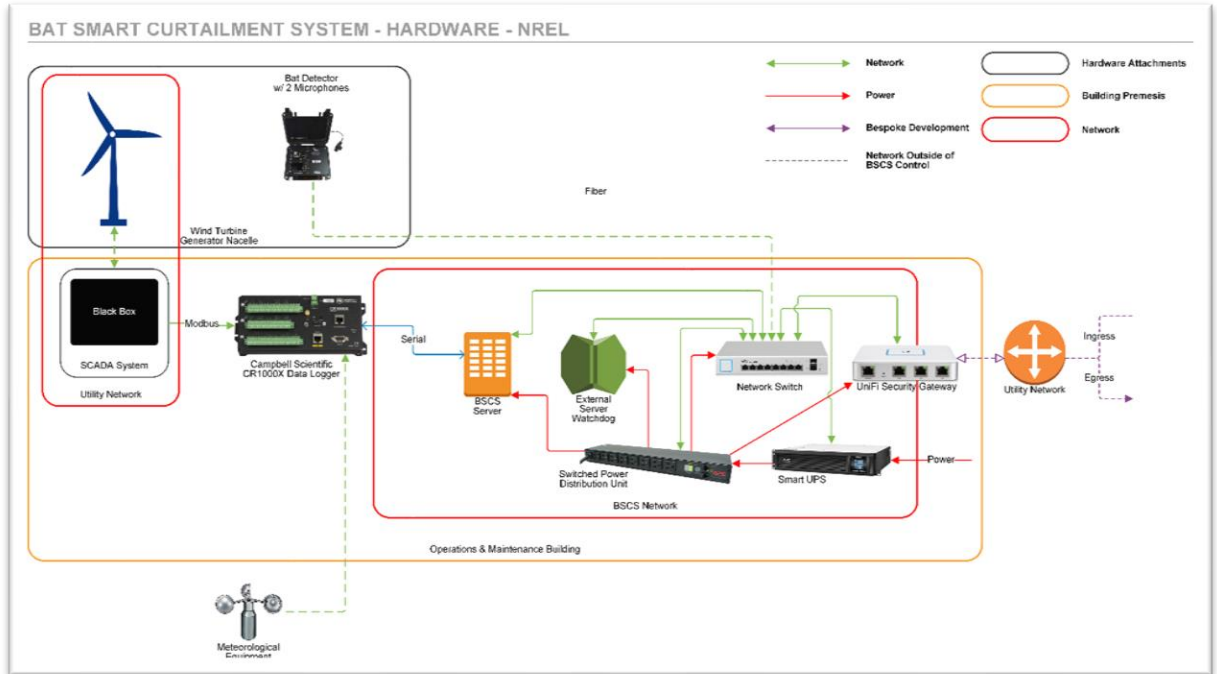 BAT SMART CURTAILMENT SYSTEM - HARDWARE - NREL
Network
Hardware Attachments
Power
Building Premesis
Bespoke Development
Network
Network Outside of
BSCS Control
Bat Detector
w/ 2 Microphones
Fiber
Wind Turbine
Generator Nacelle
Black Box
SCADA System
Utility Network
Modbus
Campbell Scientific
CR1000X Data Logger
Serial
BSCS
Server
External
Server
Watchdog
Network Switch
UniFi Security Gateway
Utility Network
Ingress
Egress
Switched Power
Distribution Unit
Smart UPS
Power
BSCS Network
Operations & Maintenance Building
Meteorological
Equipment